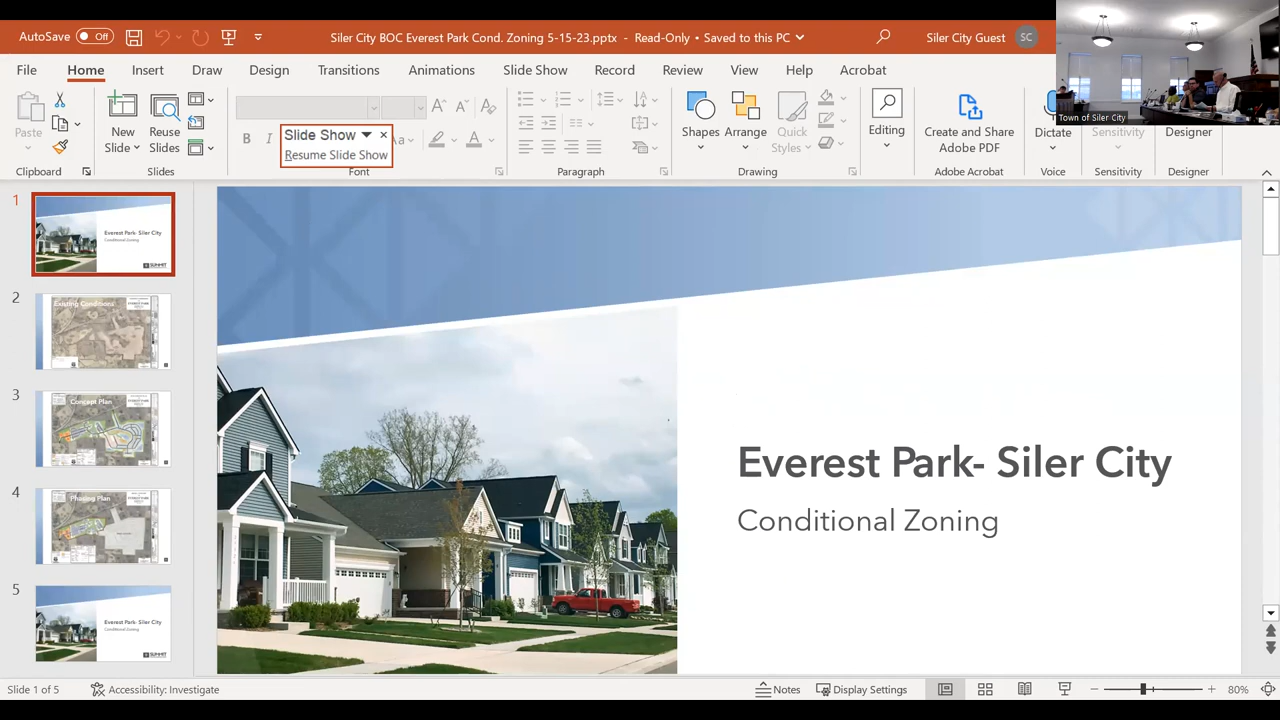 AutoSave Off
Siler City BOC Everest Park Cond. Zoning 5-15-23.pptx - Read-Only • Saved to this PC
Siler City Guest SC
File Home Insert Draw Design Transitions Animations Slide Show Record Review View Help Acrobat
Town of Siler City
Paste
New Slide
Reuse Slides
B I
Slide Show
Resume Slide Show
Aa A
Shapes
Arrange
Quick Styles
Editing
Create and Share Adobe PDF
Dictate
Sensitivity
Designer
Clipboard Slides Font Paragraph Drawing Adobe Acrobat Voice Sensitivity Designer
1
Everest Park- Siler City
Conditional Zoning
SUMMIT
2
Existing Conditions
3
Concept Plan
4
Phasing Plan
5
Everest Park- Siler City
Conditional Zoning
SUMMIT
Everest Park- Siler City
Conditional Zoning
Slide 1 of 5
Accessibility: Investigate
Notes
Display Settings
80%